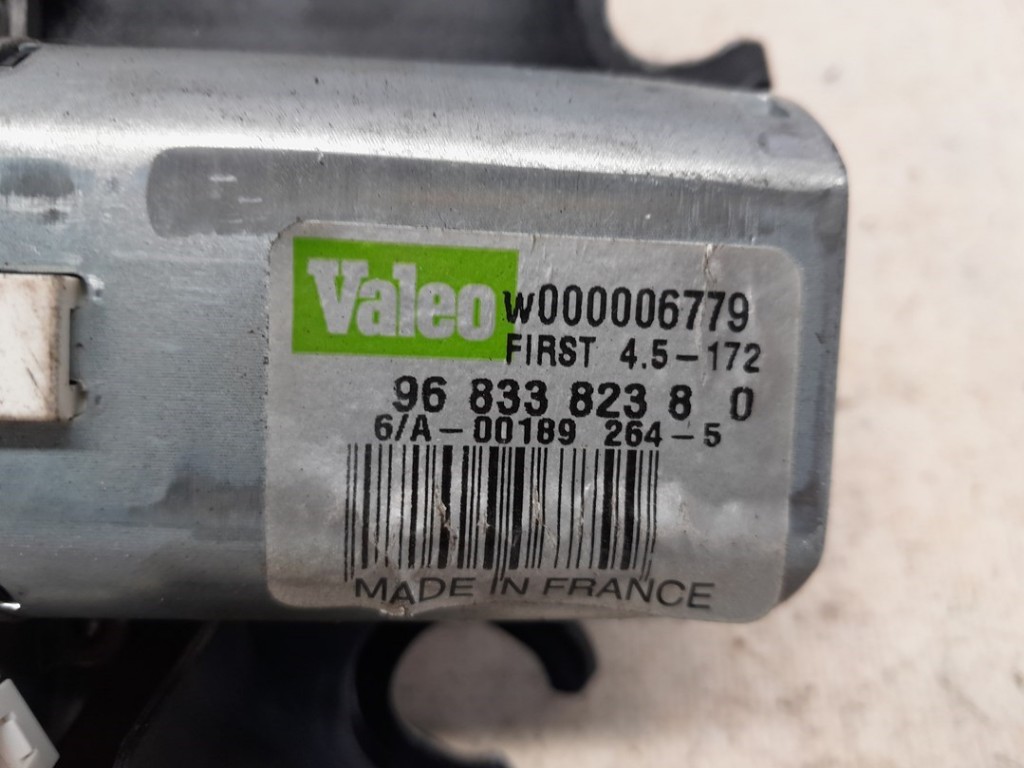 Valeo W000006779
FIRST 4.5-172
96 833 823 8 0
6/A-00189 264-5
MADE IN FRANCE